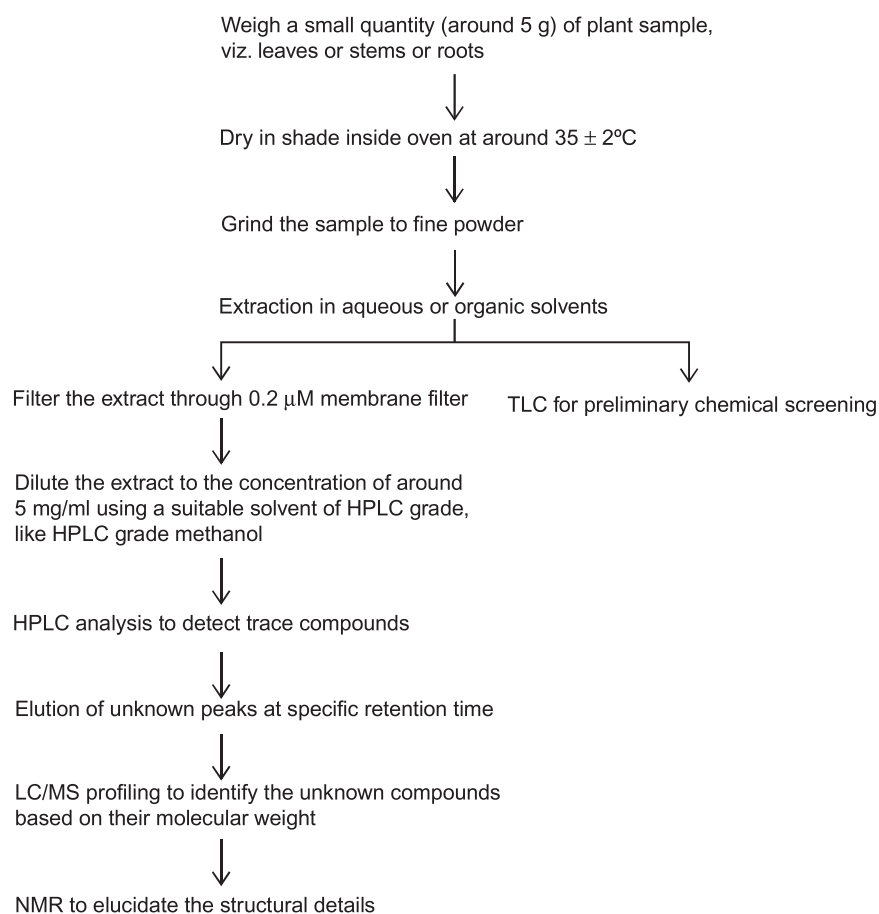 Weigh a small quantity (around 5 g) of plant sample,
viz. leaves or stems or roots
Dry in shade inside oven at around 35 ± 2ºC
Grind the sample to fine powder
Extraction in aqueous or organic solvents
Filter the extract through 0.2 μM membrane filter
TLC for preliminary chemical screening
Dilute the extract to the concentration of around
5 mg/ml using a suitable solvent of HPLC grade,
like HPLC grade methanol
HPLC analysis to detect trace compounds
Elution of unknown peaks at specific retention time
LC/MS profiling to identify the unknown compounds
based on their molecular weight
NMR to elucidate the structural details